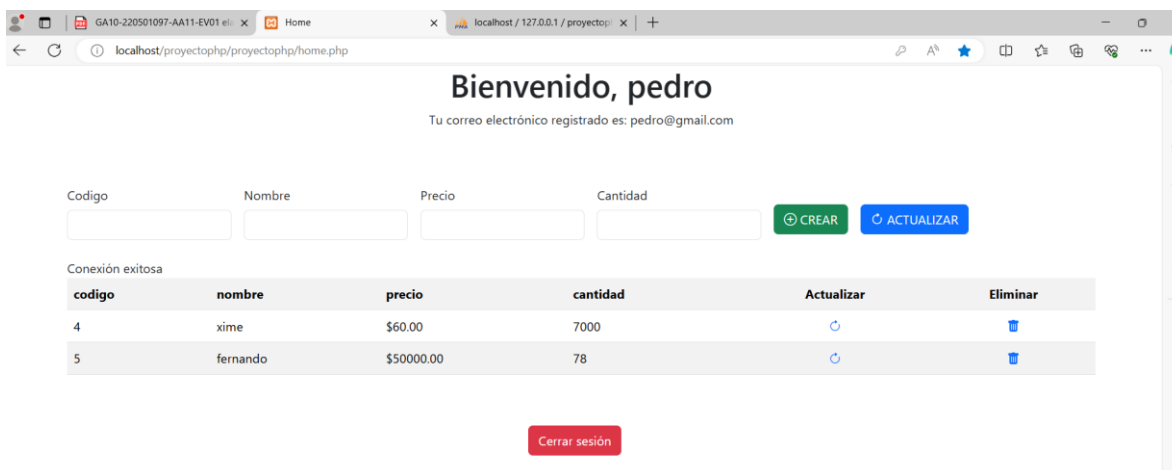 GA10-220501097-AA11-EV01 el
Home
localhost / 127.0.0.1 / proyectop
localhost/proyectophp/proyectophp/home.php
Bienvenido, pedro
Tu correo electrónico registrado es: pedro@gmail.com
Codigo Nombre Precio Cantidad
CREAR ACTUALIZAR
Conexión exitosa
codigo nombre precio cantidad Actualizar Eliminar
4 xime $60.00 7000
5 fernando $50000.00 78
Cerrar sesión